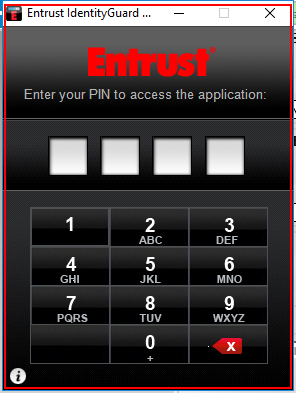 Entrust IdentityGuard ...
Entrust®
Enter your PIN to access the application:
1
2
ABC
3
DEF
4
GHI
5
JKL
6
MNO
7
PQRS
8
TUV
9
WXYZ
0
+
x
i